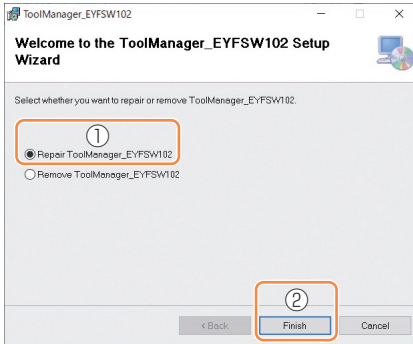 ToolManager_EYFSW102
Welcome to the ToolManager_EYFSW102 Setup
Wizard
Select whether you want to repair or remove ToolManager_EYFSW102.
①
Repair ToolManager_EYFSW102
Remove ToolManager_EYFSW102
②
< Back
Finish
Cancel